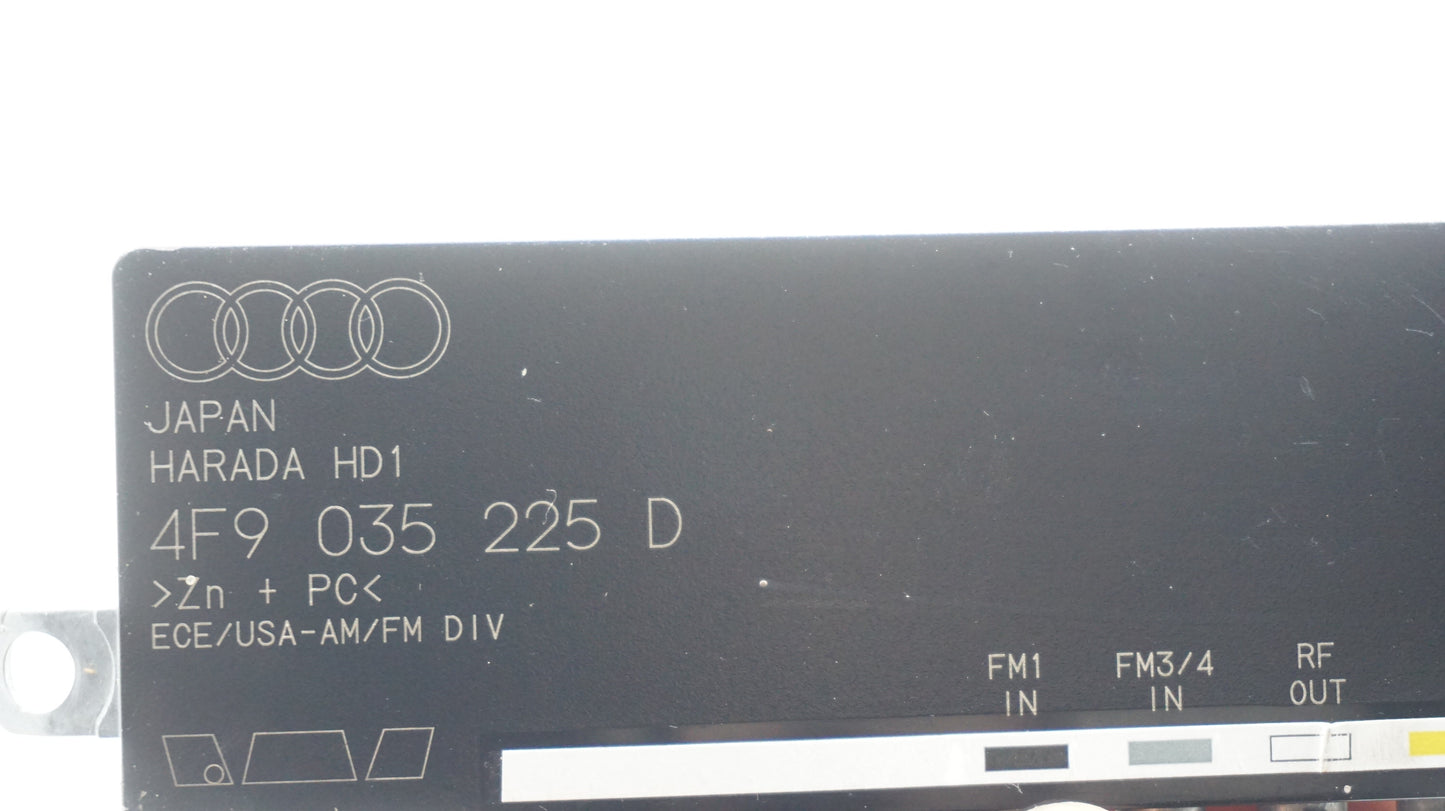 JAPAN
HARADA HD1
4F9 035 225 D
>Zn + PC<
ECE/USA-AM/FM DIV
FM1 IN
FM3/4 IN
RF OUT